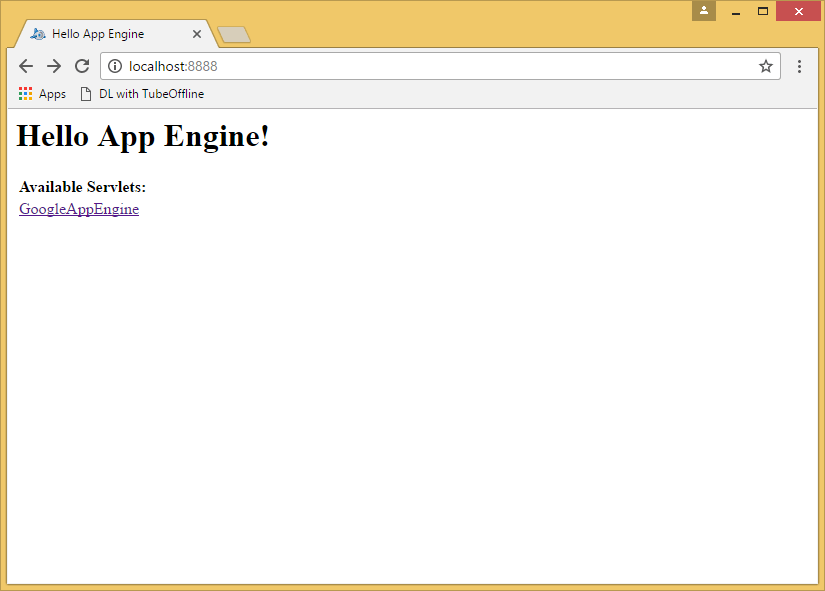 Hello App Engine
localhost:8888
Apps DL with TubeOffline
Hello App Engine!
Available Servlets:
GoogleAppEngine